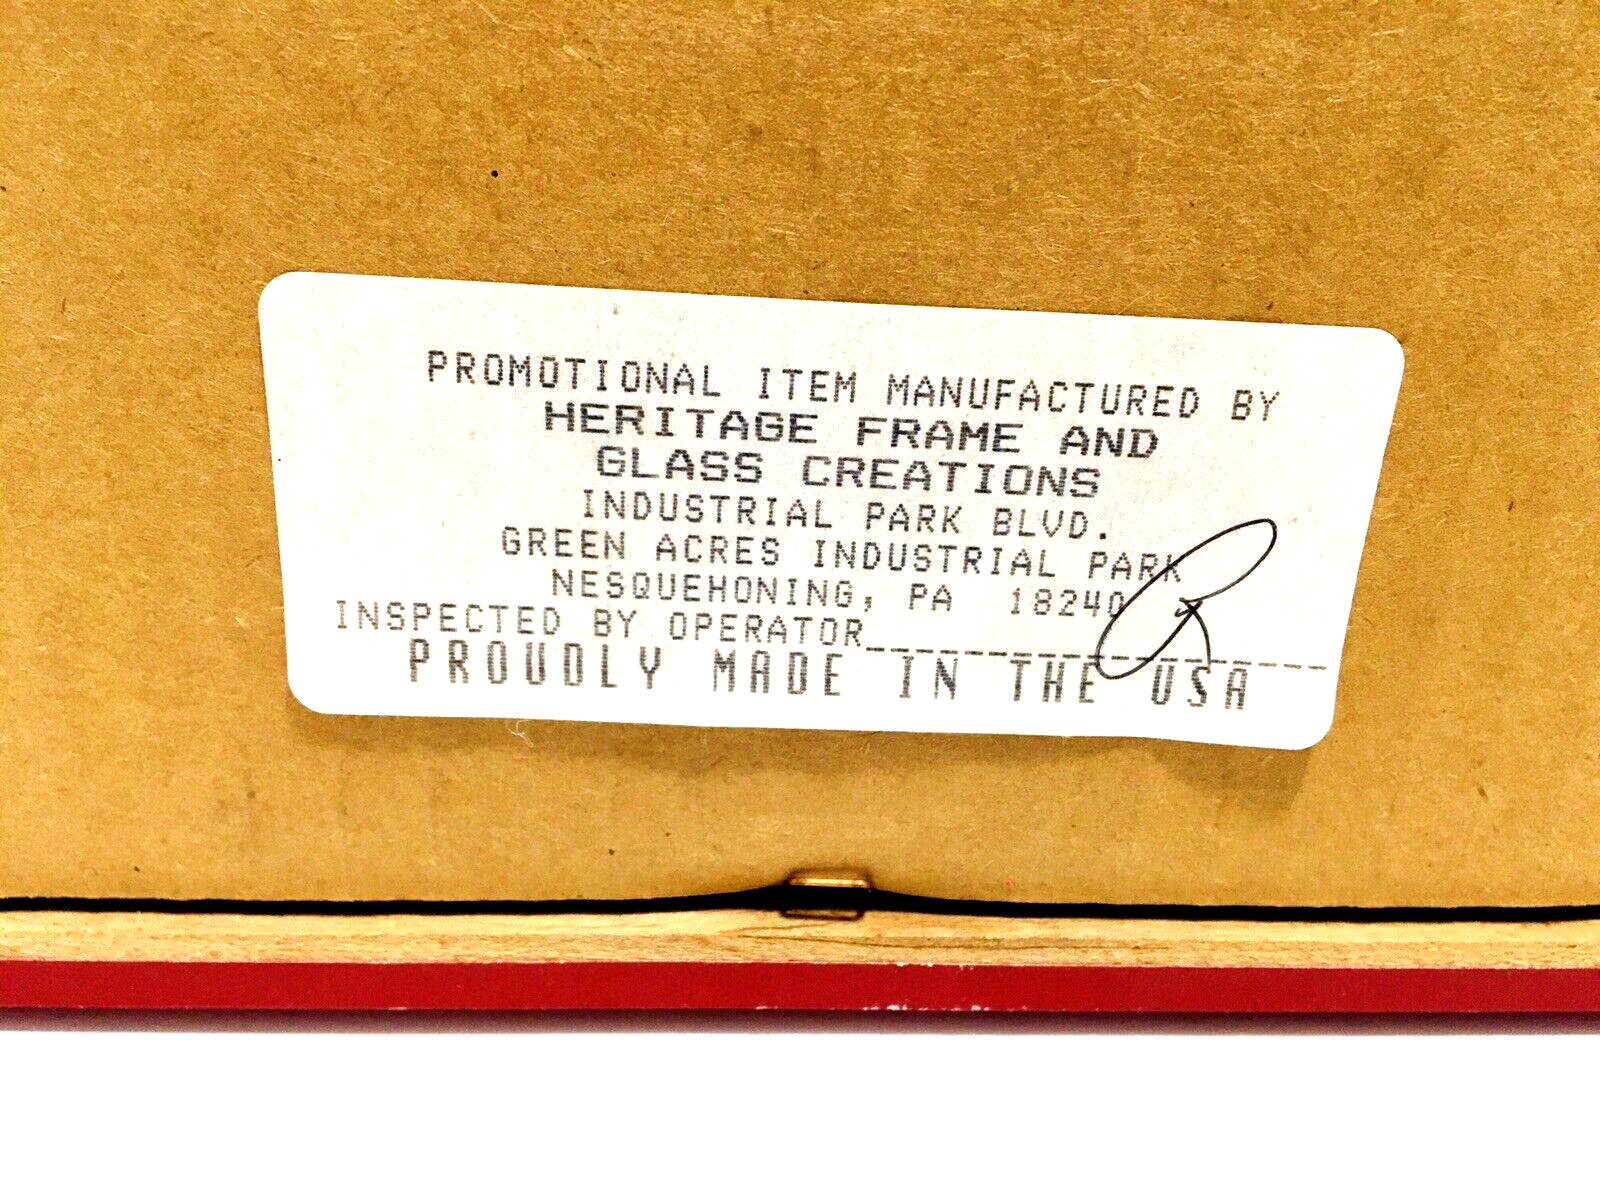 PROMOTIONAL ITEM MANUFACTURED BY
HERITAGE FRAME AND
GLASS CREATIONS
INDUSTRIAL PARK BLVD.
GREEN ACRES INDUSTRIAL PARK
NESQUEHONING, PA 18240
INSPECTED BY OPERATOR
PROUDLY MADE IN THE USA